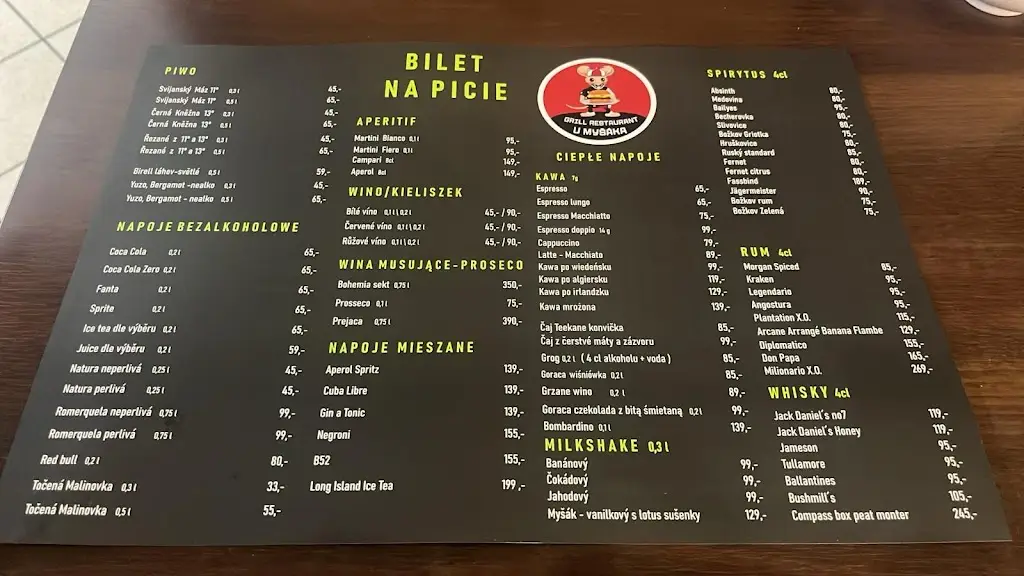 BILET
NA PICIE
PIWO
Svijanský Máz 11° 0,3 l 45,-
Svijanský Máz 11° 0,5 l 65,-
Černá Kněžna 13° 0,3 l 45,-
Černá Kněžna 13° 0,5 l 65,-
Řezané z 11° a 13° 0,3 l 45,-
Řezané z 11° a 13° 0,5 l 65,-
Birell láhev-světlé 0,5 l 59,-
Yuzo, Bergamot -nealko 0,3 l 45,-
Yuzo, Bergamot - nealko 0,5 l 65,-
NAPOJE BEZALKOHOLOWE
Coca Cola 0,2 l 65,-
Coca Cola Zero 0,2 l 65,-
Fanta 0,2 l 65,-
Sprite 0,2 l 65,-
Ice tea dle výběru 0,2 l 65,-
Juice dle výběru 0,2 l 59,-
Natura neperlivá 0,25 l 45,-
Natura perlivá 0,25 l 45,-
Romerquela neperlivá 0,75 l 99,-
Romerquela perlivá 0,75 l 99,-
Red bull 0,2 l 80,-
Točená Malinovka 0,3 l 33,-
Točená Malinovka 0,5 l 55,-
APERITIF
Martini Bianco 0,1 l 95,-
Martini Fiero 0,1 l 95,-
Campari 8cl 149,-
Aperol 8cl 149,-
WINO/KIELISZEK
Bílé víno 0,1 l\0,2 l 45,- / 90,-
Červené víno 0,1 l\0,2 l 45,- / 90,-
Růžové víno 0,1 l\0,2 l 45,- / 90,-
WINA MUSUJĄCE-PROSECO
Bohemia sekt 0,75 l 350,-
Prosseco 0,1 l 75,-
Prejaca 0,75 l 390,-
NAPOJE MIESZANE
Aperol Spritz 139,-
Cuba Libre 139,-
Gin a Tonic 139,-
Negroni 155,-
B52 155,-
Long Island Ice Tea 199 ,-
GRILL RESTAURANT
U MYŠÁKA
CIEPŁE NAPOJE
KAWA 7g
Espresso 65,-
Espresso lungo 65,-
Espresso Macchiato 75,-
Espresso doppio 14 g 99,-
Cappuccino 79,-
Latte - Macchiato 89,-
Kawa po wiedeńsku 99,-
Kawa po algiersku 119,-
Kawa po irlandzku 129,-
Kawa mrożona 139,-
Čaj Teekane konvička 85,-
Čaj z čerstvé máty a zázvoru 99,-
Grog 0,2 l ( 4 cl alkoholu + voda ) 85,-
Goraca wiśniówka 0,2 l 85,-
Grzane wino 0,2 l 89,-
Goraca czekolada z bitą śmietaną 0,2l 99,-
Bombardino 0,1 l 139,-
MILKSHAKE 0,3 l
Banánový 99,-
Čokádový 99,-
Jahodový 99,-
Myšák - vanilkový s lotus sušenky 129,-
SPIRYTUS 4cl
Absinth 80,-
Medovina 80,-
Bailyes 95,-
Becherovka 80,-
Slivovica 80,-
Božkov Griotka 75,-
Hruškovica 80,-
Ruský standard 85,-
Fernet 80,-
Fernet citrus 80,-
Fassbind 189,-
Jägermeister 90,-
Božkov rum 75,-
Božkov Zelená 75,-
RUM 4cl
Morgan Spiced 85,-
Kraken 95,-
Legendario 95,-
Angostura 95,-
Plantation X.O. 115,-
Arcane Arrangé Banana Flambe 129,-
Diplomatico 155,-
Don Papa 165,-
Milionario X.O. 269,-
WHISKY 4cl
Jack Daniel's no7 119,-
Jack Daniel's Honey 119,-
Jameson 95,-
Tullamore 95,-
Ballantines 95,-
Bushmill's 105,-
Compass box peat monter 245,-